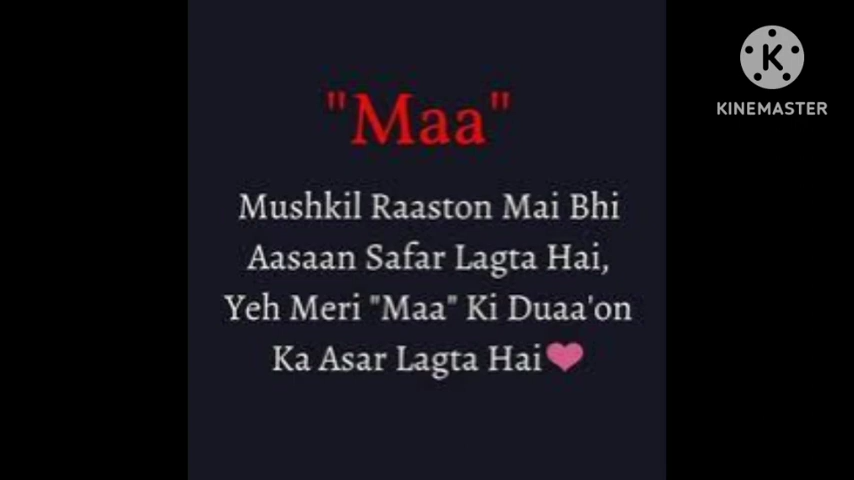 "Maa"
Mushkil Raaston Mai Bhi
Aasaan Safar Lagta Hai,
Yeh Meri "Maa" Ki Duaa'on
Ka Asar Lagta Hai🩷
K
KINEMASTER